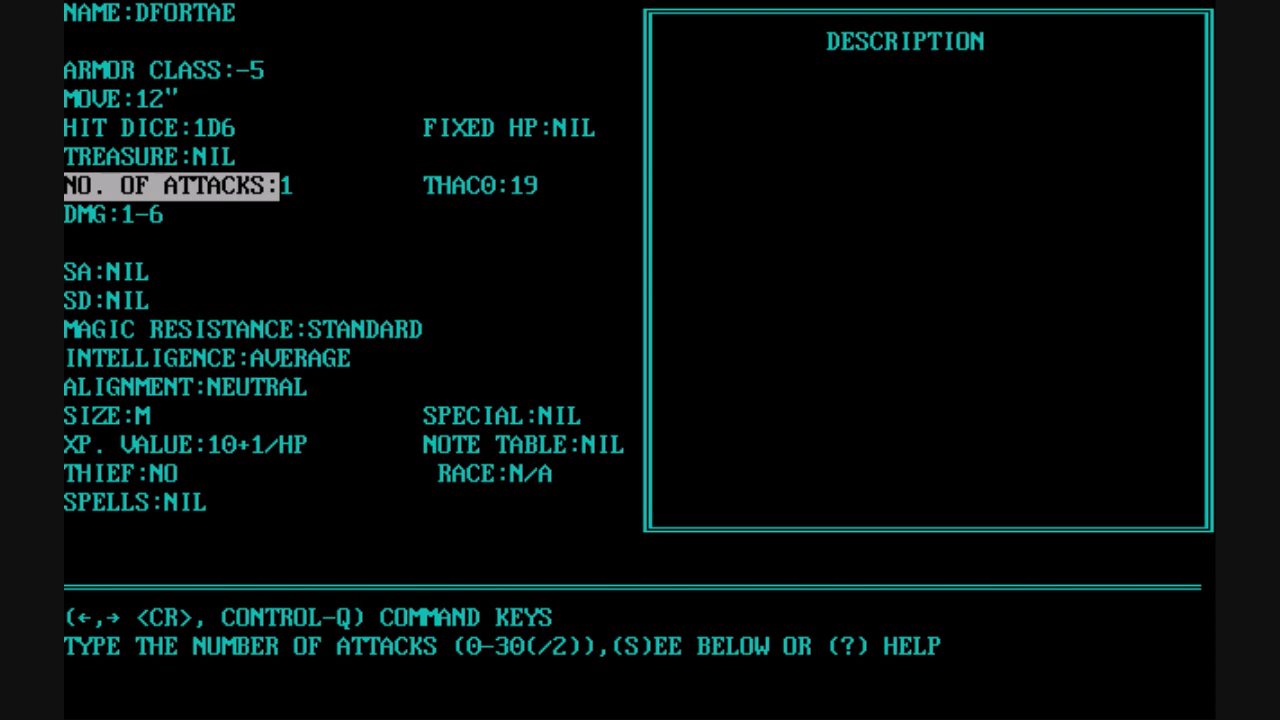 NAME:DFORTAE
DESCRIPTION
ARMOR CLASS:-5
MOVE:12"
HIT DICE:1D6 FIXED HP:NIL
TREASURE:NIL
NO. OF ATTACKS:1 THAC0:19
DMG:1-6
SA:NIL
SD:NIL
MAGIC RESISTANCE:STANDARD
INTELLIGENCE:AVERAGE
ALIGNMENT:NEUTRAL
SIZE:M SPECIAL:NIL
XP. VALUE:10+1/HP NOTE TABLE:NIL
THIEF:NO RACE:N/A
SPELLS:NIL
(←,→ <CR>, CONTROL-Q) COMMAND KEYS
TYPE THE NUMBER OF ATTACKS (0-30(/2)),(S)EE BELOW OR (?) HELP